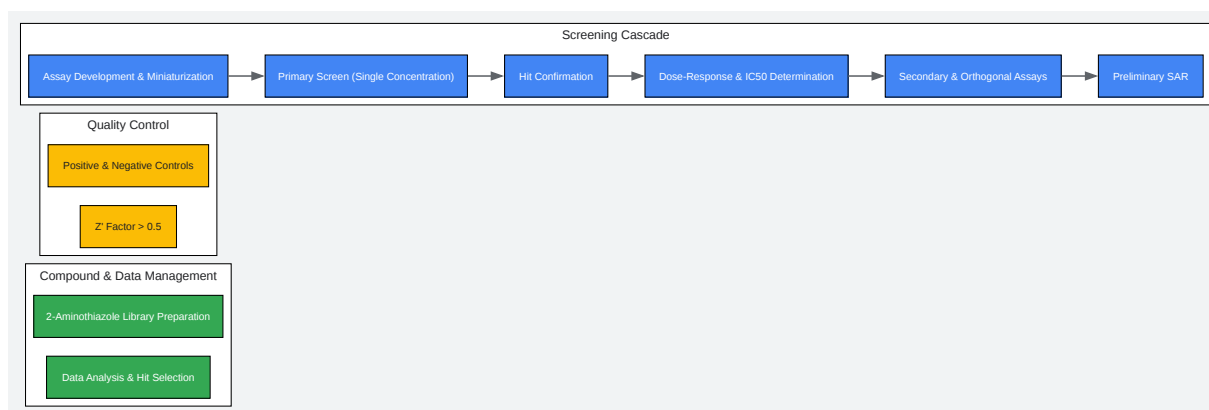 Screening Cascade
Assay Development & Miniaturization
Primary Screen (Single Concentration)
Hit Confirmation
Dose-Response & IC50 Determination
Secondary & Orthogonal Assays
Preliminary SAR
Quality Control
Positive & Negative Controls
Z' Factor > 0.5
Compound & Data Management
2-Aminothiazole Library Preparation
Data Analysis & Hit Selection